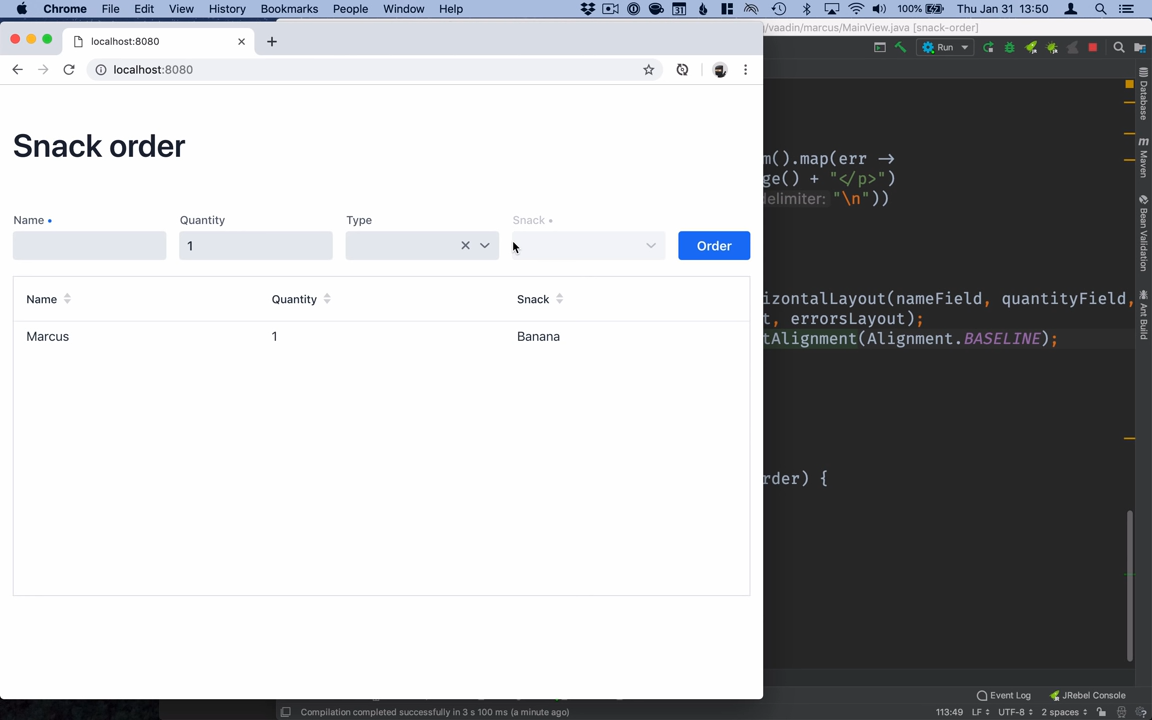 Chrome File Edit View History Bookmarks People Window Help 31 100% Thu Jan 31 13:50
localhost:8080
/vaadin/marcus/MainView.java [snack-order]
Run
localhost:8080
Snack order
Name • Quantity Type Snack •
1 Order
Name Quantity Snack
Marcus 1 Banana
m().map(err →
ge() + "</p>")
delimiter: "\n"))
izontalLayout(nameField, quantityField,
t, errorsLayout);
tAlignment(Alignment.BASELINE);
rder) {
Database
m Maven
Bean Validation
Ant Build
Event Log JRebel Console
Compilation completed successfully in 3 s 100 ms (a minute ago) 113:49 LF UTF-8 2 spaces